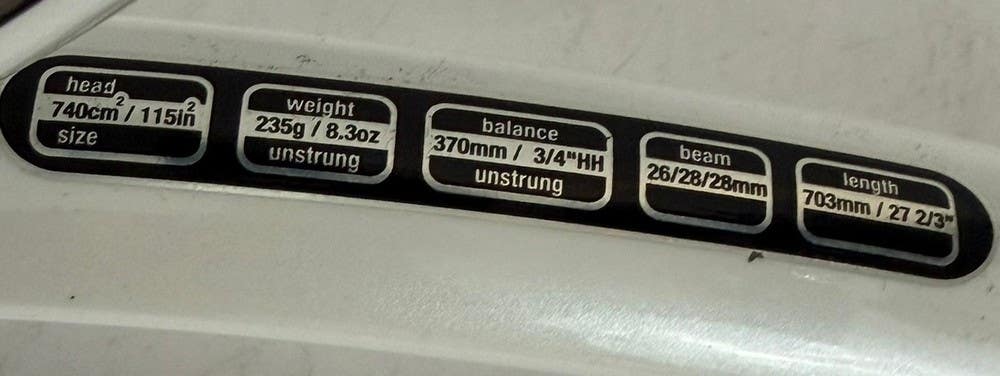 head
740cm² / 115in²
size
weight
235g / 8.3oz
unstrung
balance
370mm / 3/4"HH
unstrung
beam
26/28/28mm
length
703mm / 27 2/3"